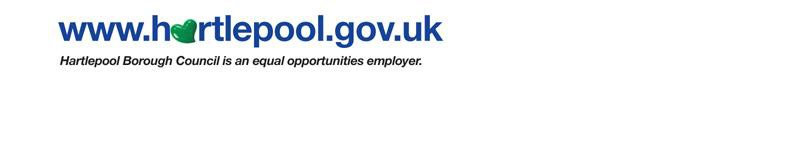 www.hartlepool.gov.uk
Hartlepool Borough Council is an equal opportunities employer.